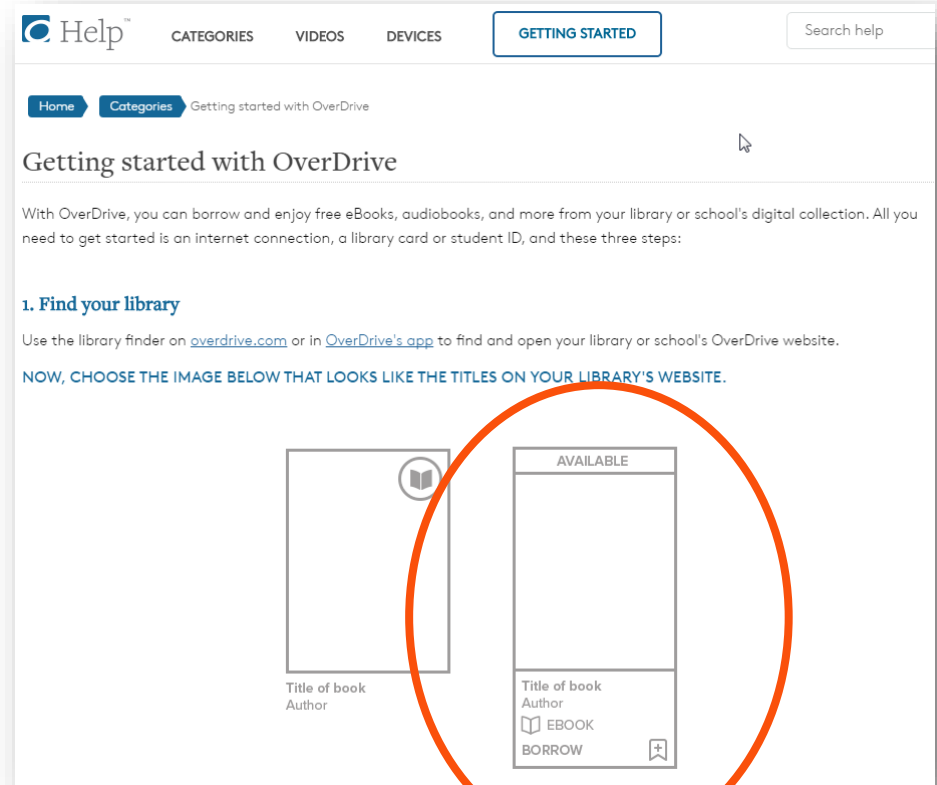 Help™ CATEGORIES VIDEOS DEVICES GETTING STARTED Search help
Home Categories Getting started with OverDrive
Getting started with OverDrive
With OverDrive, you can borrow and enjoy free eBooks, audiobooks, and more from your library or school's digital collection. All you
need to get started is an internet connection, a library card or student ID, and these three steps:
1. Find your library
Use the library finder on overdrive.com or in OverDrive's app to find and open your library or school's OverDrive website.
NOW, CHOOSE THE IMAGE BELOW THAT LOOKS LIKE THE TITLES ON YOUR LIBRARY'S WEBSITE.
Title of book
Author
AVAILABLE
Title of book
Author
EBOOK
BORROW